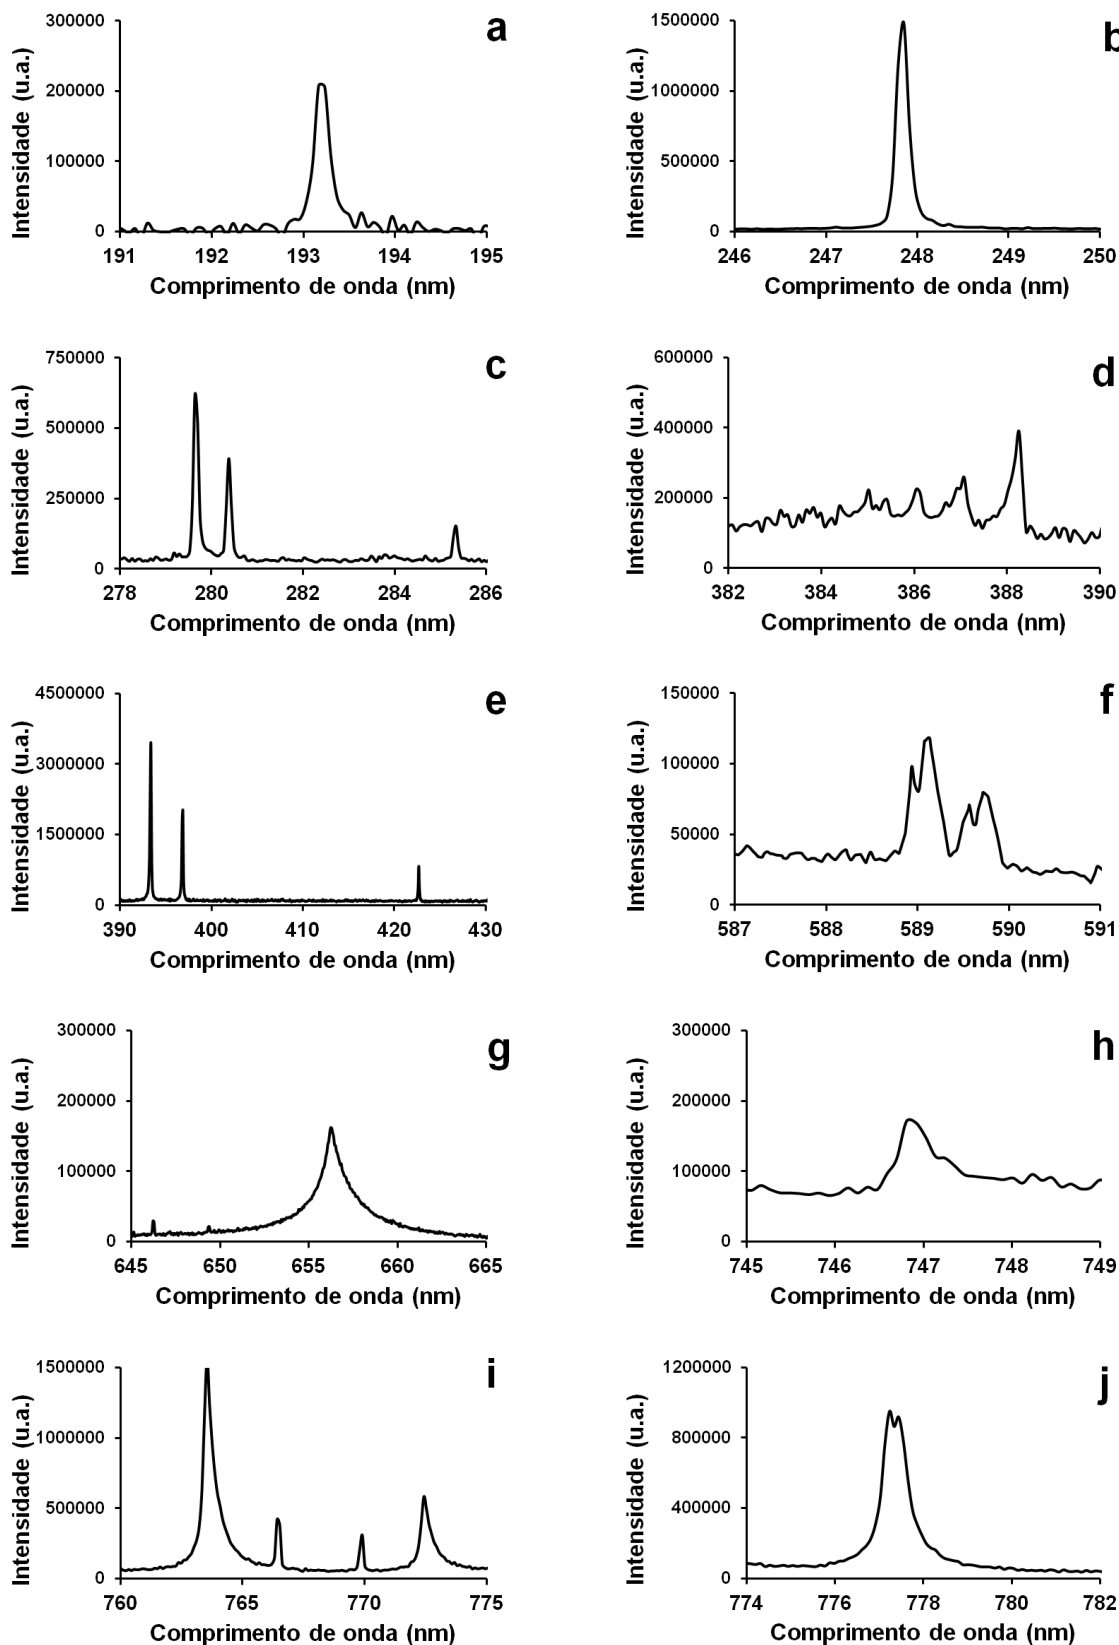 a
Intensidade (u.a.)
300000
200000
100000
0
191 192 193 194 195
Comprimento de onda (nm)
b
Intensidade (u.a.)
1500000
1000000
500000
0
246 247 248 249 250
Comprimento de onda (nm)
c
Intensidade (u.a.)
750000
500000
250000
0
278 280 282 284 286
Comprimento de onda (nm)
d
Intensidade (u.a.)
600000
400000
200000
0
382 384 386 388 390
Comprimento de onda (nm)
e
Intensidade (u.a.)
4500000
3000000
1500000
0
390 400 410 420 430
Comprimento de onda (nm)
f
Intensidade (u.a.)
150000
100000
50000
0
587 588 589 590 591
Comprimento de onda (nm)
g
Intensidade (u.a.)
300000
200000
100000
0
645 650 655 660 665
Comprimento de onda (nm)
h
Intensidade (u.a.)
300000
200000
100000
0
745 746 747 748 749
Comprimento de onda (nm)
i
Intensidade (u.a.)
1500000
1000000
500000
0
760 765 770 775
Comprimento de onda (nm)
j
Intensidade (u.a.)
1200000
800000
400000
0
774 776 778 780 782
Comprimento de onda (nm)